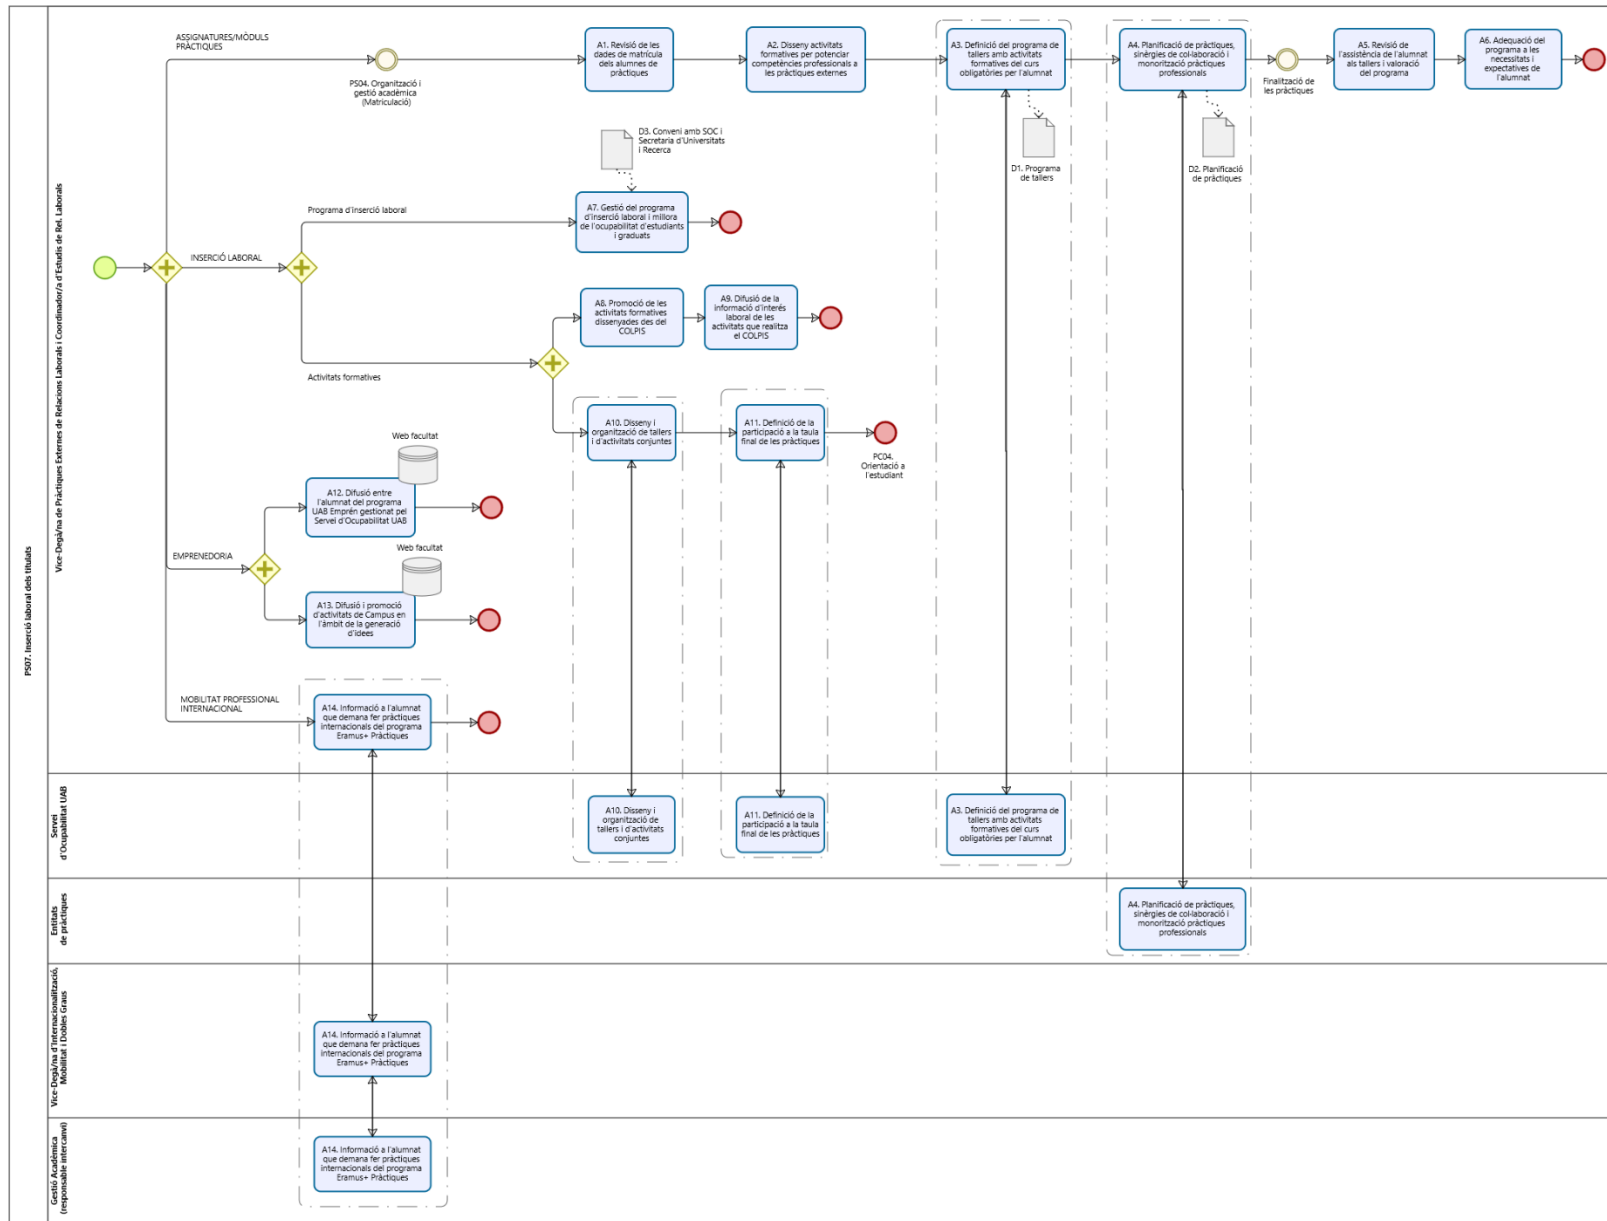 PS07. Inserció laboral dels titulats
Vice-Degà/na de Pràctiques Externes de Relacions Laborals i Coordinador/a d'Estudis de Rel. Laborals
ASSIGNATURES/MÒDULS
PRÀCTIQUES
PS04. Organització i
gestió acadèmica
(Matriculació)
A1. Revisió de les
dades de matrícula
dels alumnes de
pràctiques
A2. Disseny activitats
formatives per potenciar
competències professionals a
les pràctiques externes
A3. Definició del programa de
tallers amb activitats
formatives del curs
obligatòries per l'alumnat
D1. Programa
de tallers
A4. Planificació de pràctiques,
sinèrgies de col·laboració i
monorització pràctiques
professionals
D2. Planificació
de pràctiques
Finalització de
les pràctiques
A5. Revisió de
l'assistència de l'alumnat
als tallers i valoració del
programa
A6. Adequació del
programa a les
necessitats i
expectatives de
l'alumnat
INSERCIÓ LABORAL
Programa d'inserció laboral
D3. Conveni amb SOC i
Secretaria d'Universitats
i Recerca
A7. Gestió del programa
d'inserció laboral i millora
de l'ocupabilitat d'estudiants
i graduats
Activitats formatives
A8. Promoció de les
activitats formatives
dissenyades des del
COLPIS
A9. Difusió de la
informació d'interés
laboral de les
activitats que realitza
el COLPIS
A10. Disseny i
organització de tallers
i d'activitats conjuntes
A11. Definició de la
participació a la taula
final de les pràctiques
PC04.
Orientació a
l'estudiant
EMPRENEDORIA
Web facultat
A12. Difusió entre
l'alumnat del programa
UAB Emprén gestionat pel
Servei d'Ocupabilitat UAB
Web facultat
A13. Difusió i promoció
d'activitats de Campus en
l'àmbit de la generació
d'idees
MOBILITAT PROFESSIONAL
INTERNACIONAL
A14. Informació a l'alumnat
que demana fer pràctiques
internacionals del programa
Eramus+ Pràctiques
Servei
d'Ocupabilitat UAB
A10. Disseny i
organització de
tallers i d'activitats
conjuntes
A11. Definició de la
participació a la taula
final de les pràctiques
A3. Definició del programa de
tallers amb activitats
formatives del curs
obligatòries per l'alumnat
Entitats
de pràctiques
A4. Planificació de pràctiques,
sinèrgies de col·laboració i
monorització pràctiques
professionals
Vice-Degà/na d'Internacionalització,
Mobilitat i Dobles Graus
A14. Informació a l'alumnat
que demana fer pràctiques
internacionals del programa
Eramus+ Pràctiques
Gestió Acadèmica
(responsable intercanvi)
A14. Informació a l'alumnat
que demana fer pràctiques
internacionals del programa
Eramus+ Pràctiques